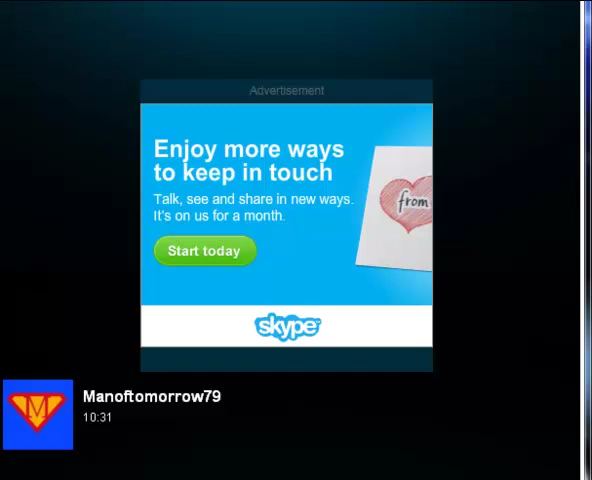 Advertisement
Enjoy more ways
to keep in touch
Talk, see and share in new ways.
It's on us for a month.
from
Start today
skype
M
Manoftomorrow79
10:31